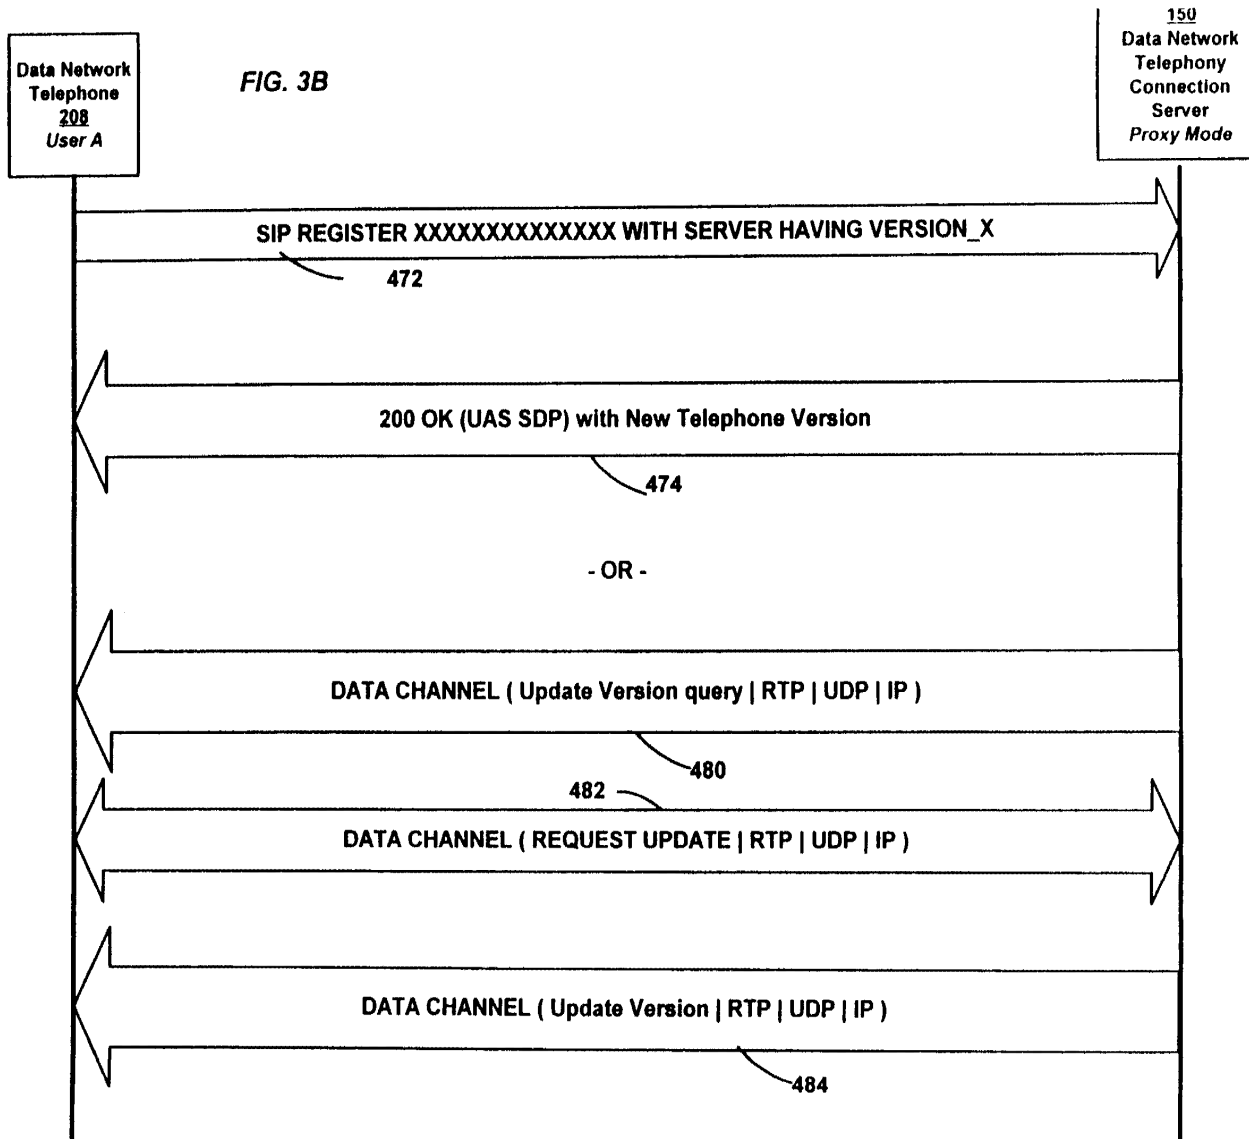 Data Network
Telephone
208
User A
FIG. 3B
150
Data Network
Telephony
Connection
Server
Proxy Mode
SIP REGISTER XXXXXXXXXXXXXX WITH SERVER HAVING VERSION_X
472
200 OK (UAS SDP) with New Telephone Version
474
- OR -
DATA CHANNEL ( Update Version query | RTP | UDP | IP )
480
482
DATA CHANNEL ( REQUEST UPDATE | RTP | UDP | IP )
DATA CHANNEL ( Update Version | RTP | UDP | IP )
484